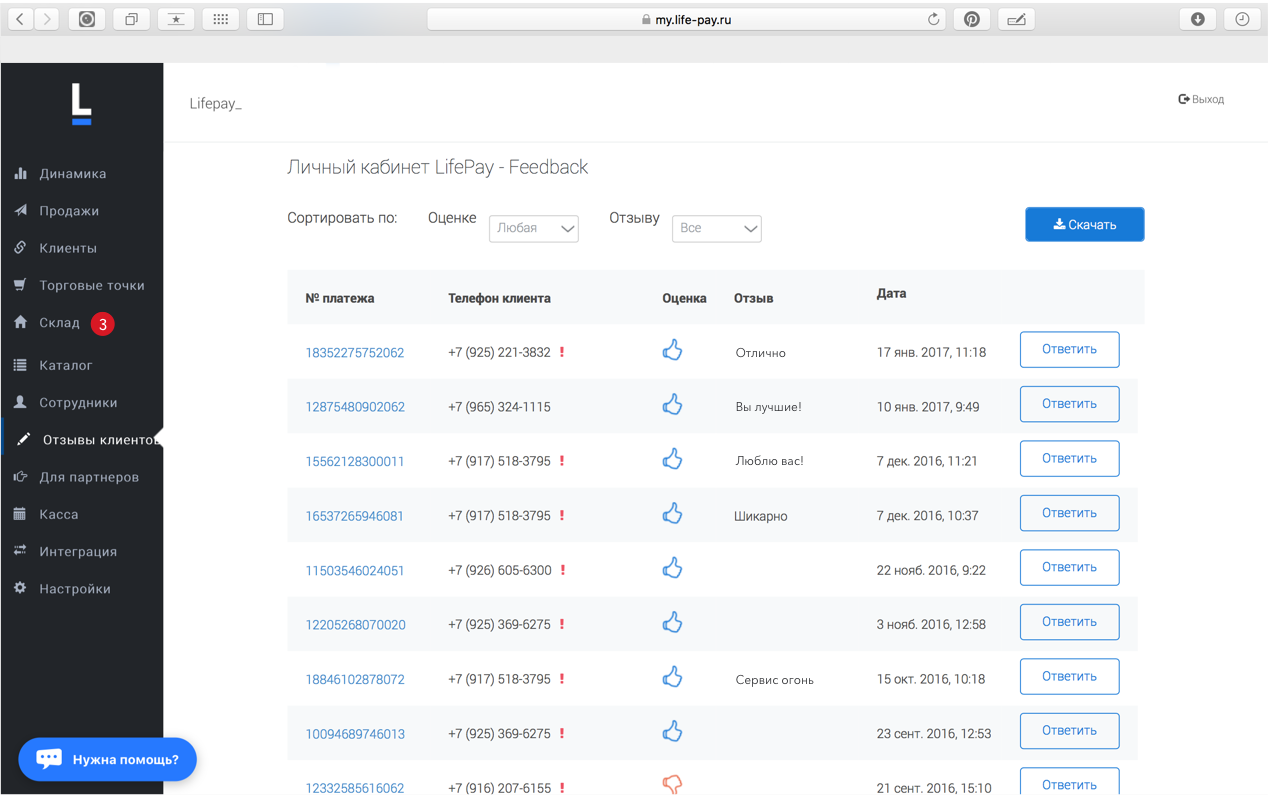 my.life-pay.ru
L
Lifepay_
Выход
Динамика
Продажи
Клиенты
Торговые точки
Склад 3
Каталог
Сотрудники
Отзывы клиентов
Для партнеров
Касса
Интеграция
Настройки
Нужна помощь?
Личный кабинет LifePay - Feedback
Сортировать по: Оценке Любая Отзыву Все Скачать
№ платежа Телефон клиента Оценка Отзыв Дата
18352275752062 +7 (925) 221-3832 ! Отлично 17 янв. 2017, 11:18 Ответить
12875480902062 +7 (965) 324-1115 Вы лучшие! 10 янв. 2017, 9:49 Ответить
15562128300011 +7 (917) 518-3795 ! Люблю вас! 7 дек. 2016, 11:21 Ответить
16537265946081 +7 (917) 518-3795 ! Шикарно 7 дек. 2016, 10:37 Ответить
11503546024051 +7 (926) 605-6300 ! 22 нояб. 2016, 9:22 Ответить
12205268070020 +7 (925) 369-6275 ! 3 нояб. 2016, 12:58 Ответить
18846102878072 +7 (917) 518-3795 ! Сервис огонь 15 окт. 2016, 10:18 Ответить
10094689746013 +7 (925) 369-6275 ! 23 сент. 2016, 12:53 Ответить
12332585616062 +7 (916) 207-6155 ! 21 сент. 2016, 15:10 Ответить